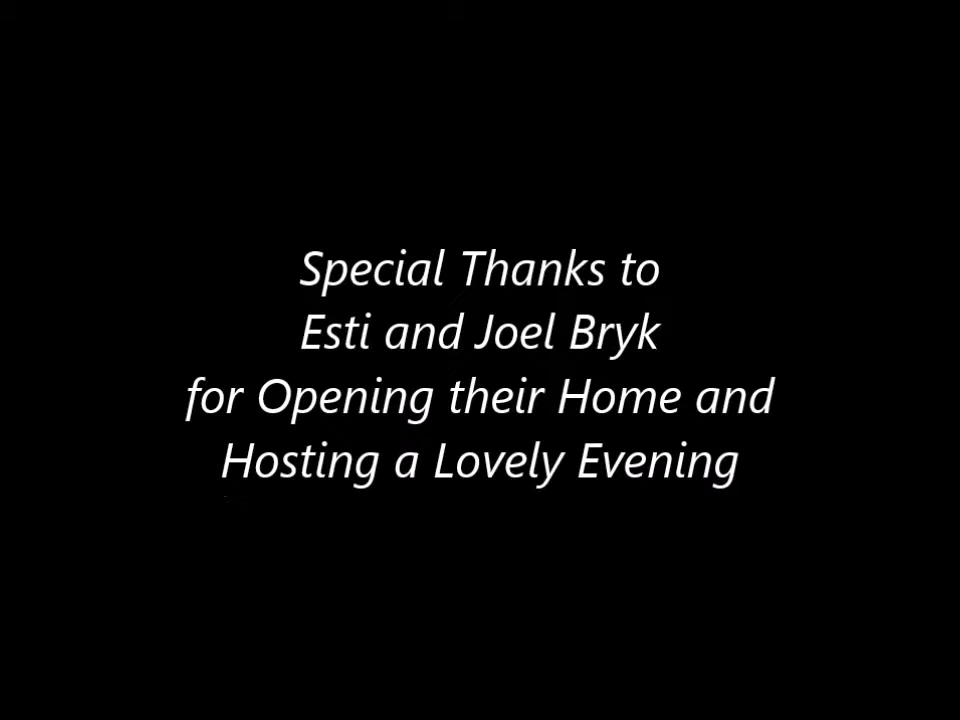 Special Thanks to
Esti and Joel Bryk
for Opening their Home and
Hosting a Lovely Evening